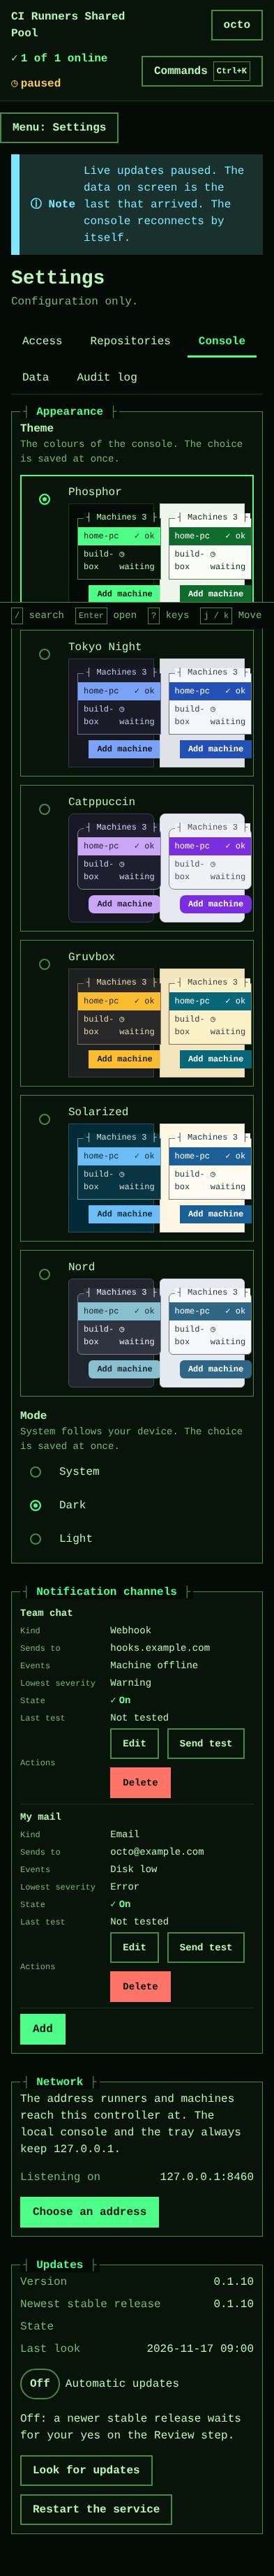 CI Runners Shared
Pool
octo
✓ 1 of 1 online
◷ paused
Commands Ctrl+K
Menu: Settings
ⓘ Note
Live updates paused. The
data on screen is the
last that arrived. The
console reconnects by
itself.
Settings
Configuration only.
Access Repositories Console
Data Audit log
Appearance
Theme
The colours of the console. The choice
is saved at once.
Phosphor
Machines 3 Machines 3
home-pc ✓ ok home-pc ✓ ok
build- ◷ build- ◷
box waiting box waiting
Add machine Add machine
/ search Enter open ? keys j / k Move
Tokyo Night
Machines 3 Machines 3
home-pc ✓ ok home-pc ✓ ok
build- ◷ build- ◷
box waiting box waiting
Add machine Add machine
Catppuccin
Machines 3 Machines 3
home-pc ✓ ok home-pc ✓ ok
build- ◷ build- ◷
box waiting box waiting
Add machine Add machine
Gruvbox
Machines 3 Machines 3
home-pc ✓ ok home-pc ✓ ok
build- ◷ build- ◷
box waiting box waiting
Add machine Add machine
Solarized
Machines 3 Machines 3
home-pc ✓ ok home-pc ✓ ok
build- ◷ build- ◷
box waiting box waiting
Add machine Add machine
Nord
Machines 3 Machines 3
home-pc ✓ ok home-pc ✓ ok
build- ◷ build- ◷
box waiting box waiting
Add machine Add machine
Mode
System follows your device. The choice
is saved at once.
System
Dark
Light
Notification channels
Team chat
Kind Webhook
Sends to hooks.example.com
Events Machine offline
Lowest severity Warning
State ✓ On
Last test Not tested
Actions
Edit Send test
Delete
My mail
Kind Email
Sends to octo@example.com
Events Disk low
Lowest severity Error
State ✓ On
Last test Not tested
Actions
Edit Send test
Delete
Add
Network
The address runners and machines
reach this controller at. The
local console and the tray always
keep 127.0.0.1.
Listening on 127.0.0.1:8460
Choose an address
Updates
Version 0.1.10
Newest stable release 0.1.10
State
Last look 2026-11-17 09:00
Off Automatic updates
Off: a newer stable release waits
for your yes on the Review step.
Look for updates
Restart the service